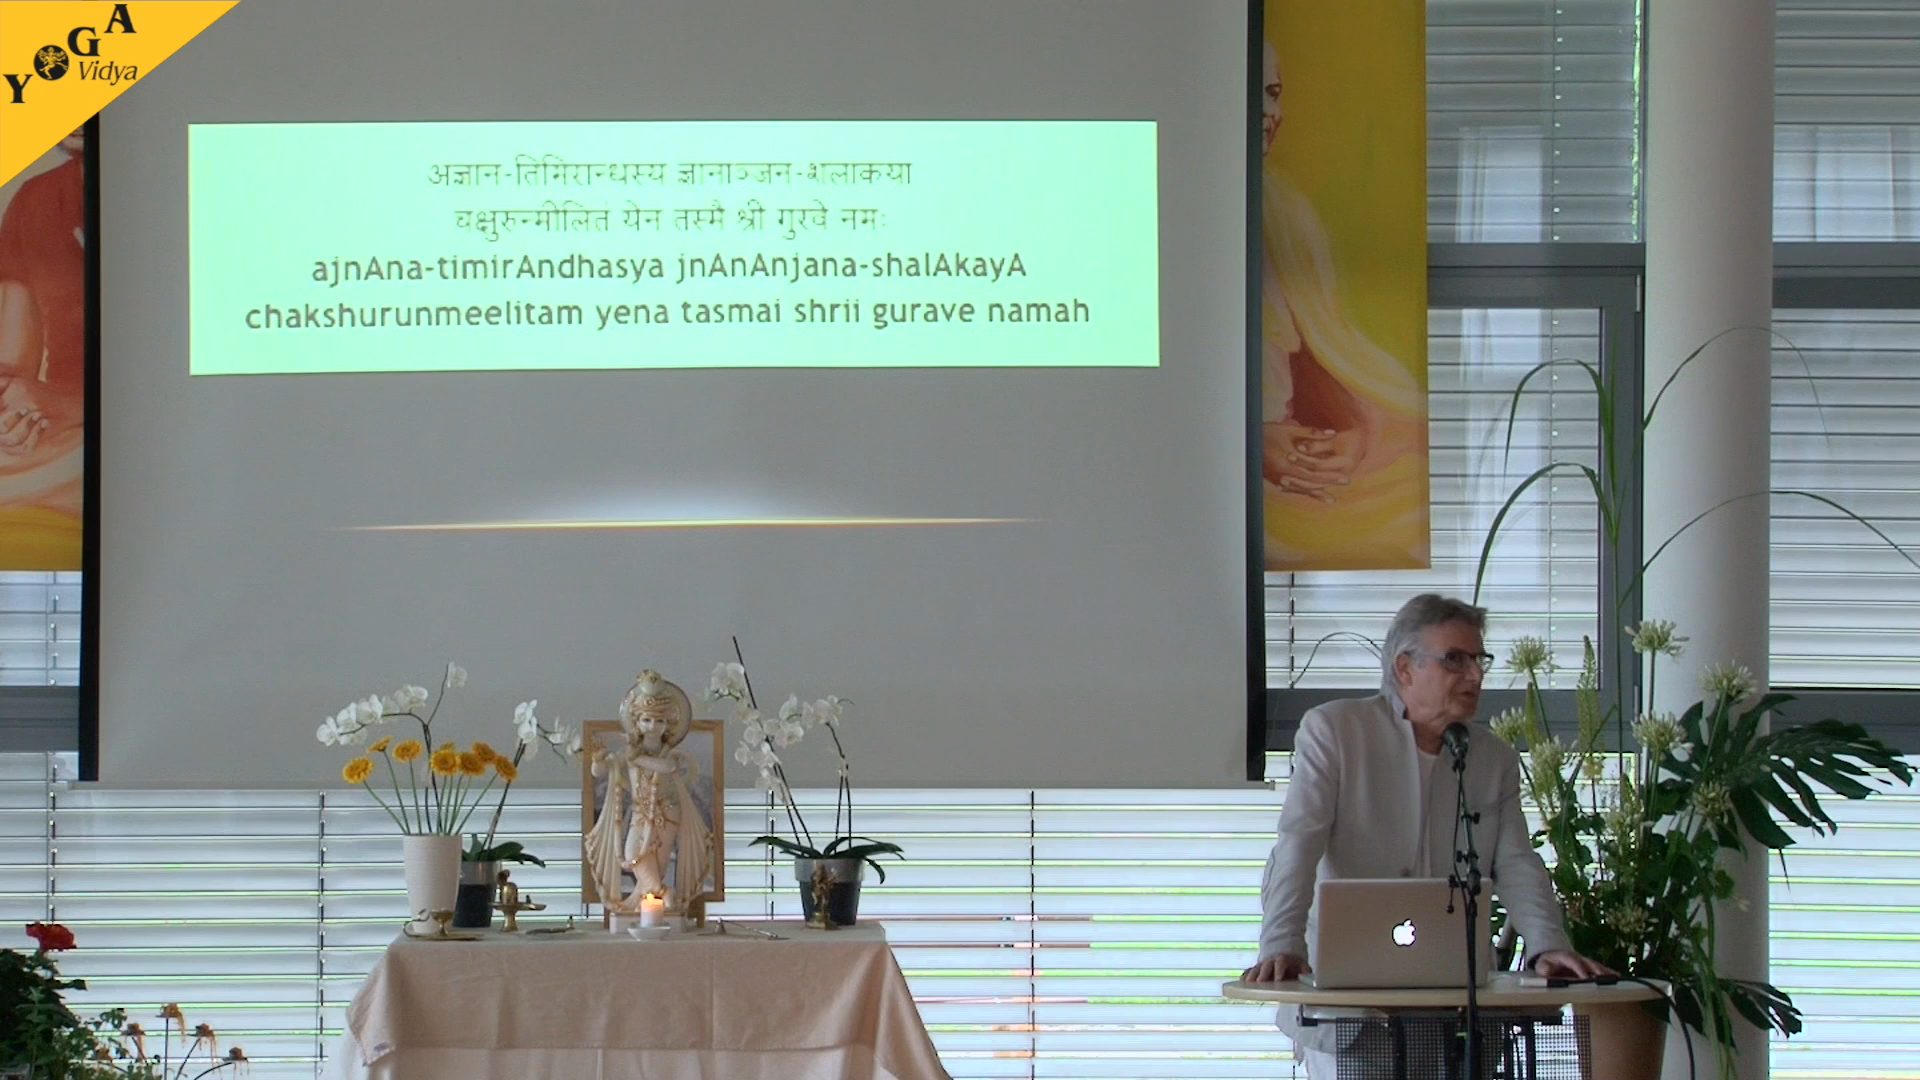 YOGA
Vidya
अज्ञान-तिमिरान्धस्य ज्ञानाञ्जन-शलाकया
चक्षुरुन्मीलितं येन तस्मै श्री गुरवे नमः
ajnAna-timirAndhasya jnAnAnjana-shalAkayA
chakshurunmeelitam yena tasmai shrii gurave namah